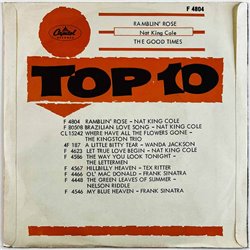 F 4804
Capitol
RECORDS
RAMBLIN' ROSE
Nat King Cole
THE GOOD TIMES
TOP 10
F 4804 RAMBLIN' ROSE - NAT KING COLE
F 80508 BRAZILIAN LOVE SONG - NAT KING COLE
CL 15242 WHERE HAVE ALL THE FLOWERS GONE -
THE KINGSTON TRIO
4F 187 A LITTLE BITTY TEAR - WANDA JACKSON
F 4623 LET TRUE LOVE BEGIN - NAT KING COLE
F 4586 THE WAY YOU LOOK TONIGHT -
THE LETTERMEN
F 4567 HILLBILLY HEAVEN - TEX RITTER
F 4466 OL' MAC DONALD - FRANK SINATRA
F 4448 THE GREEN LEAVES OF SUMMER -
NELSON RIDDLE
F 4546 MY BLUE HEAVEN - FRANK SINATRA